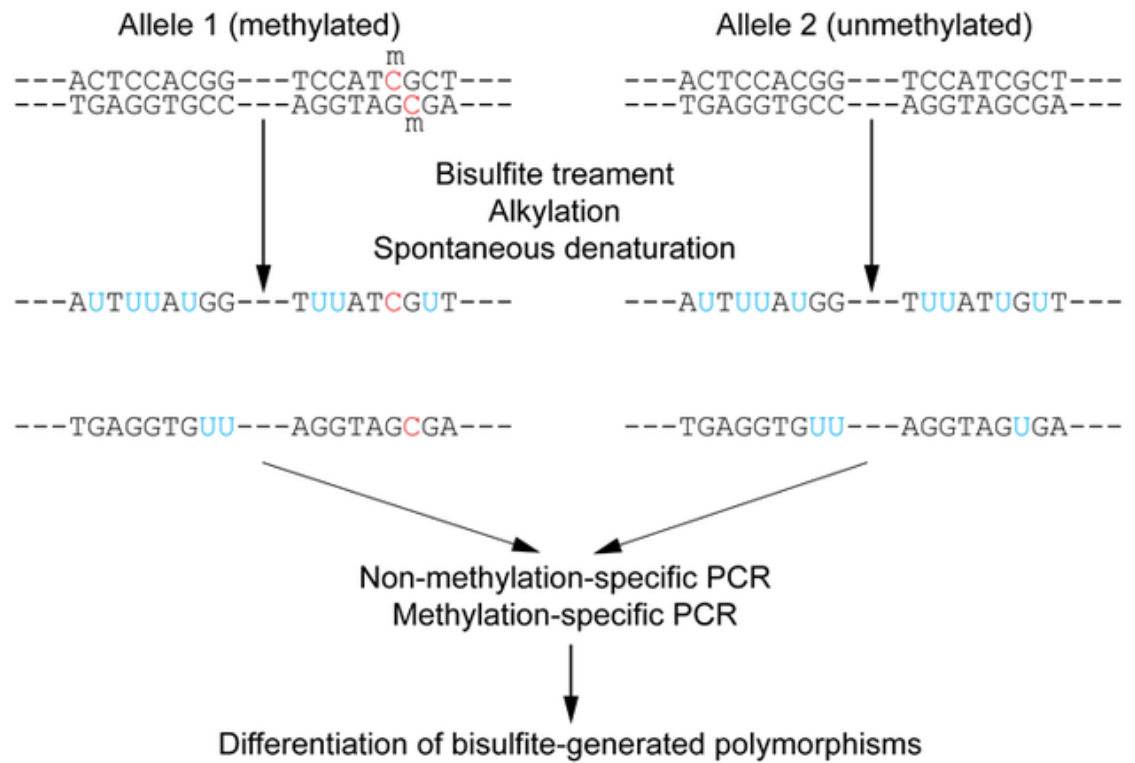 Allele 1 (methylated) Allele 2 (unmethylated)
m
---ACTCCACGG---TCCATCGCT--- ---ACTCCACGG---TCCATCGCT---
---TGAGGTGCC---AGGTAGCGA--- ---TGAGGTGCC---AGGTAGCGA---
m
Bisulfite treament
Alkylation
Spontaneous denaturation
---AUTUUAUGG---TUUATCGUT--- ---AUTUUAUGG---TUUATUGUT---
---TGAGGTGUU---AGGTAGCGA--- ---TGAGGTGUU---AGGTAGUGA---
Non-methylation-specific PCR
Methylation-specific PCR
Differentiation of bisulfite-generated polymorphisms